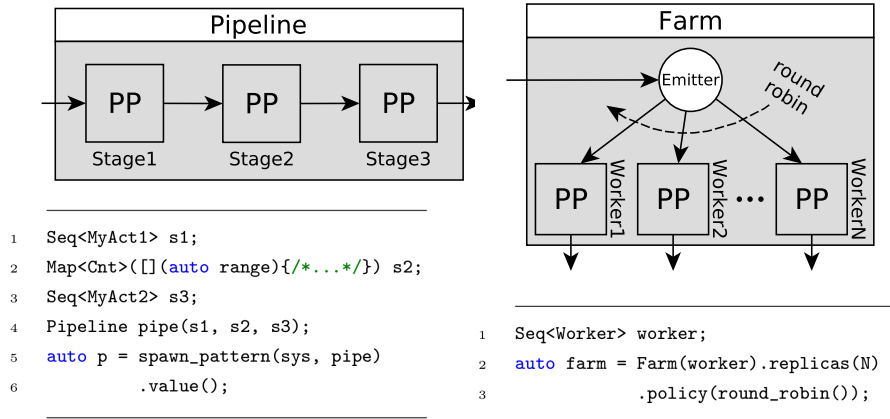 Pipeline
PP
PP
PP
Stage1
Stage2
Stage3
1 Seq<MyAct1> s1;
2 Map<Cnt>([](auto range){/*...*/}) s2;
3 Seq<MyAct2> s3;
4 Pipeline pipe(s1, s2, s3);
5 auto p = spawn_pattern(sys, pipe)
6 .value();
Farm
Emitter
round
robin
PP
Worker1
PP
Worker2
...
PP
WorkerN
1 Seq<Worker> worker;
2 auto farm = Farm(worker).replicas(N)
3 .policy(round_robin());